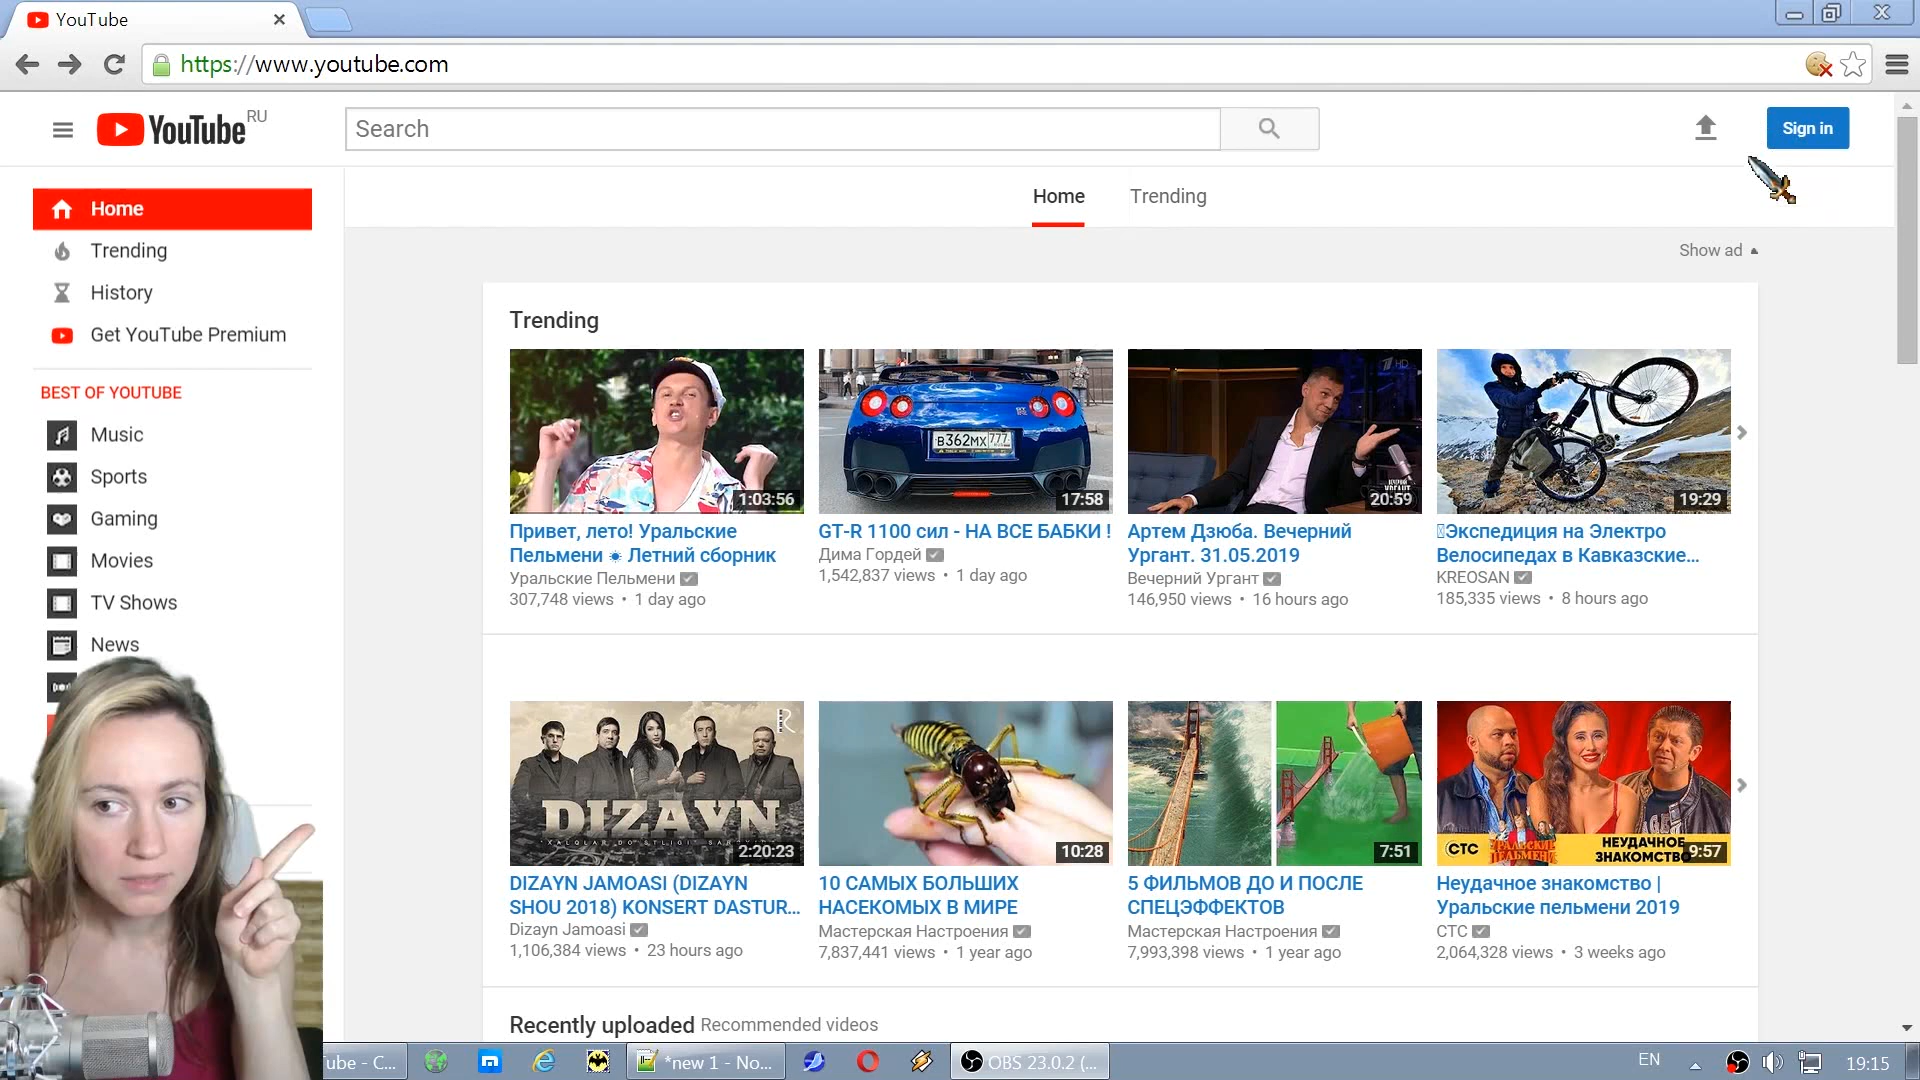 YouTube
https://www.youtube.com
YouTube RU
Search
Sign in
Home
Trending
History
Get YouTube Premium
BEST OF YOUTUBE
Music
Sports
Gaming
Movies
TV Shows
News
Home Trending
Show ad
Trending
1:03:56
Привет, лето! Уральские
Пельмени ☀ Летний сборник
Уральские Пельмени
307,748 views • 1 day ago
В362МХ 777
17:58
GT-R 1100 сил - НА ВСЕ БАБКИ !
Дима Гордей
1,542,837 views • 1 day ago
HD
ВЕЧЕРНИЙ
УРГАНТ
20:59
Артем Дзюба. Вечерний
Ургант. 31.05.2019
Вечерний Ургант
146,950 views • 16 hours ago
19:29
Экспедиция на Электро
Велосипедах в Кавказские...
KREOSAN
185,335 views • 8 hours ago
DIZAYN
2:20:23
DIZAYN JAMOASI (DIZAYN
SHOU 2018) KONSERT DASTUR...
Dizayn Jamoasi
1,106,384 views • 23 hours ago
10:28
10 САМЫХ БОЛЬШИХ
НАСЕКОМЫХ В МИРЕ
Мастерская Настроения
7,837,441 views • 1 year ago
7:51
5 ФИЛЬМОВ ДО И ПОСЛЕ
СПЕЦЭФФЕКТОВ
Мастерская Настроения
7,993,398 views • 1 year ago
СТС
УРАЛЬСКИЕ
ПЕЛЬМЕНИ
НЕУДАЧНОЕ
ЗНАКОМСТВО
9:57
Неудачное знакомство |
Уральские пельмени 2019
СТС
2,064,328 views • 3 weeks ago
Recently uploaded Recommended videos
ube - C...
*new 1 - No...
OBS 23.0.2 (...
EN
19:15